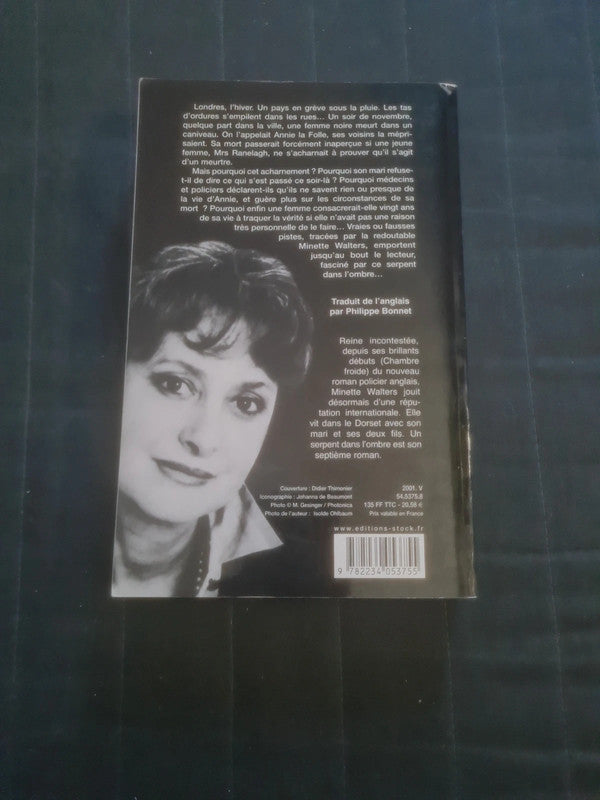 Londres, l'hiver. Un pays en grève sous la pluie. Les tas
d'ordures s'empilent dans les rues... Un soir de novembre,
quelque part dans la ville, une femme noire meurt dans un
caniveau. On l'appelait Annie la Folle, ses voisins la mépri-
saient. Sa mort passerait forcément inaperçue si une jeune
femme, Mrs Ranelagh, ne s'acharnait à prouver qu'il s'agit
d'un meurtre.
Mais pourquoi cet acharnement ? Pourquoi son mari refuse-
t-il de dire ce qui s'est passé ce soir-là ? Pourquoi médecins
et policiers déclarent-ils qu'ils ne savent rien ou presque de
la vie d'Annie, et guère plus sur les circonstances de sa
mort ? Pourquoi enfin une femme consacrerait-elle vingt ans
de sa vie à traquer la vérité si elle n'avait pas une raison
très personnelle de le faire... Vraies ou fausses
pistes, tracées par la redoutable
Minette Walters, emportent
jusqu'au bout le lecteur,
fasciné par ce serpent
dans l'ombre...
Traduit de l'anglais
par Philippe Bonnet
Reine incontestée,
depuis ses brillants
débuts (Chambre
froide) du nouveau
roman policier anglais,
Minette Walters jouit
désormais d'une répu-
tation internationale. Elle
vit dans le Dorset avec son
mari et ses deux fils. Un
serpent dans l'ombre est son
septième roman.
Couverture : Didier Thimonier
Iconographie : Johanna de Beaumont
Photo © M. Gesinger / Photonica
Photo de l'auteur : Isolde Ohlbaum
2001. V
54.5375.8
135 FF TTC - 20,58 €
Prix valable en France
www.editions-stock.fr
9 782234 053755